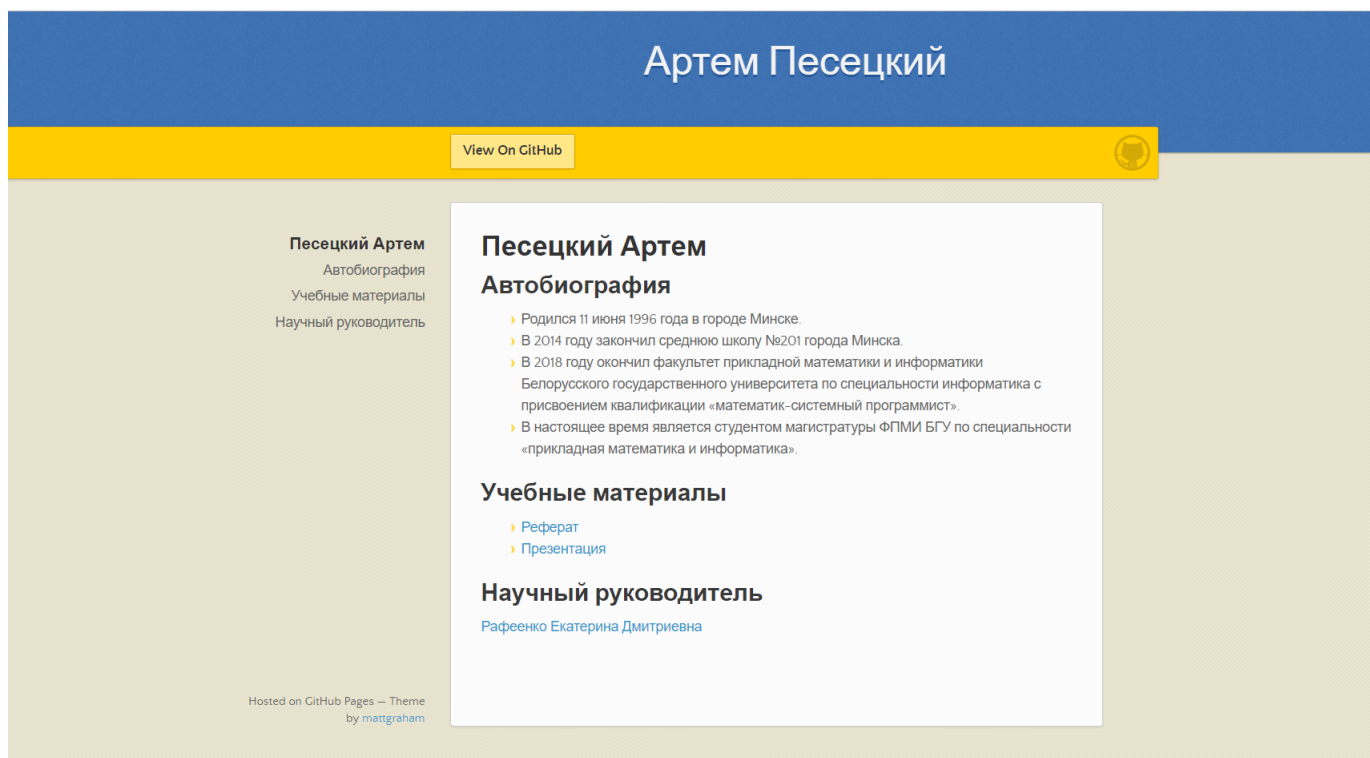 Артем Песецкий
View On GitHub
Песецкий Артем
Автобиография
Учебные материалы
Научный руководитель
Песецкий Артем
Автобиография
› Родился 11 июня 1996 года в городе Минске.
› В 2014 году закончил среднюю школу №201 города Минска.
› В 2018 году окончил факультет прикладной математики и информатики
Белорусского государственного университета по специальности информатика с
присвоением квалификации «математик-системный программист».
› В настоящее время является студентом магистратуры ФПМИ БГУ по специальности
«прикладная математика и информатика».
Учебные материалы
› Реферат
› Презентация
Научный руководитель
Рафеенко Екатерина Дмитриевна
Hosted on GitHub Pages — Theme
by mattgraham